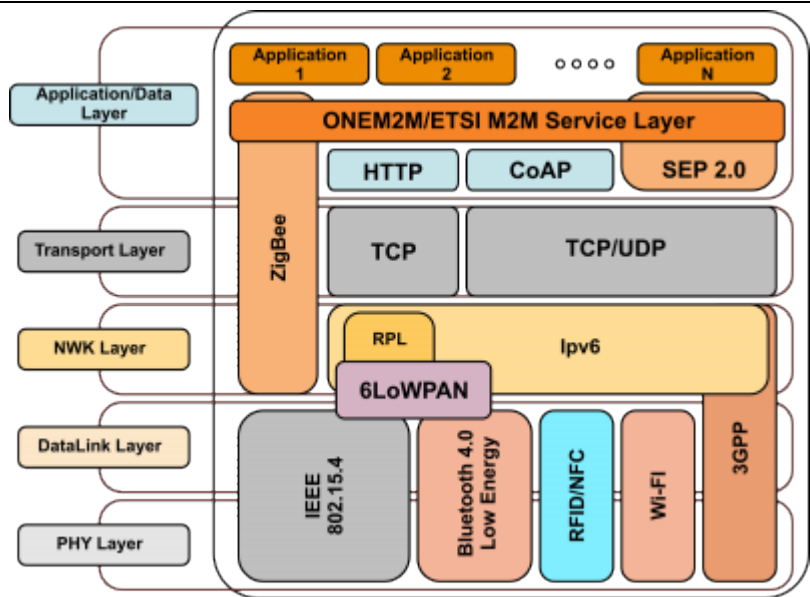 Application
1
Application
2
Application
N
Application/Data
Layer
ONEM2M/ETSI M2M Service Layer
HTTP
CoAP
SEP 2.0
ZigBee
Transport Layer
TCP
TCP/UDP
NWK Layer
RPL
Ipv6
6LoWPAN
DataLink Layer
IEEE
802.15.4
Bluetooth 4.0
Low Energy
RFID/NFC
Wi-FI
3GPP
PHY Layer